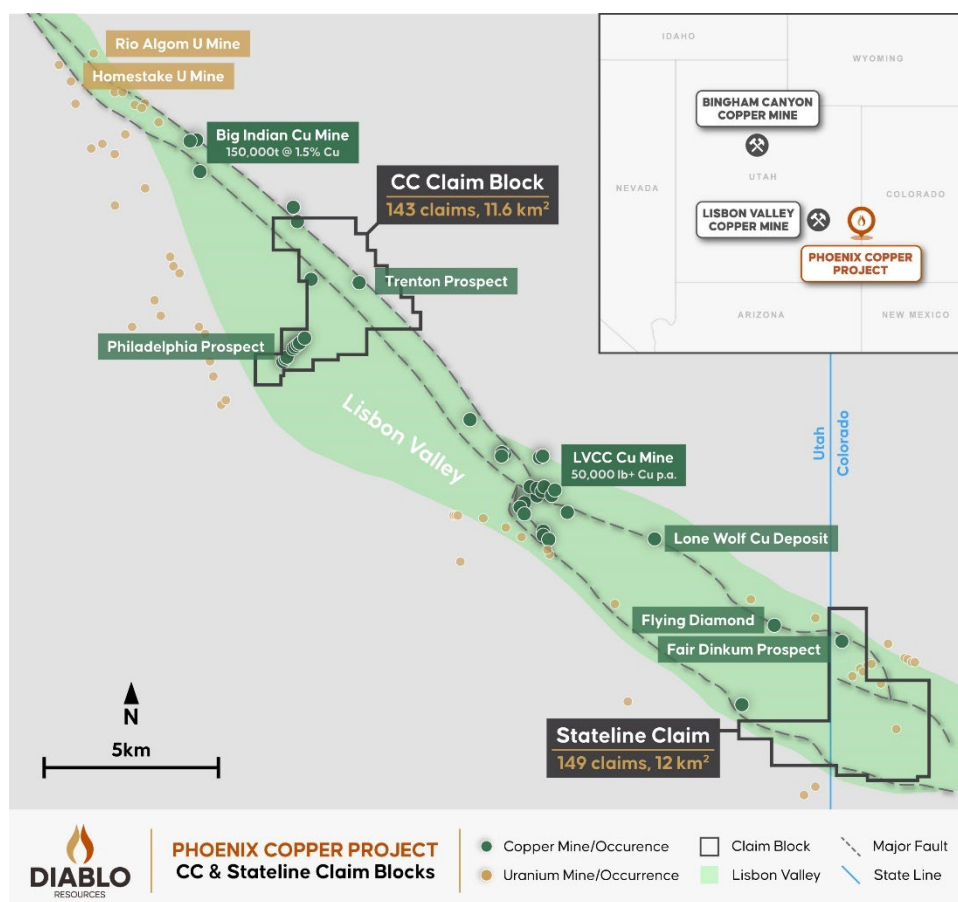 Rio Algom U Mine
Homestake U Mine
Big Indian Cu Mine
150,000t @ 1.5% Cu
CC Claim Block
143 claims, 11.6 km²
Trenton Prospect
Philadelphia Prospect
Lisbon Valley
LVCC Cu Mine
50,000 lb+ Cu p.a.
Lone Wolf Cu Deposit
Flying Diamond
Fair Dinkum Prospect
Stateline Claim
149 claims, 12 km²
Utah
Colorado
N
5km
IDAHO
WYOMING
BINGHAM CANYON
COPPER MINE
UTAH
NEVADA
COLORADO
LISBON VALLEY
COPPER MINE
PHOENIX COPPER
PROJECT
ARIZONA
NEW MEXICO
DIABLO
RESOURCES
PHOENIX COPPER PROJECT
CC & Stateline Claim Blocks
Copper Mine/Occurence
Uranium Mine/Occurrence
Claim Block
Lisbon Valley
Major Fault
State Line